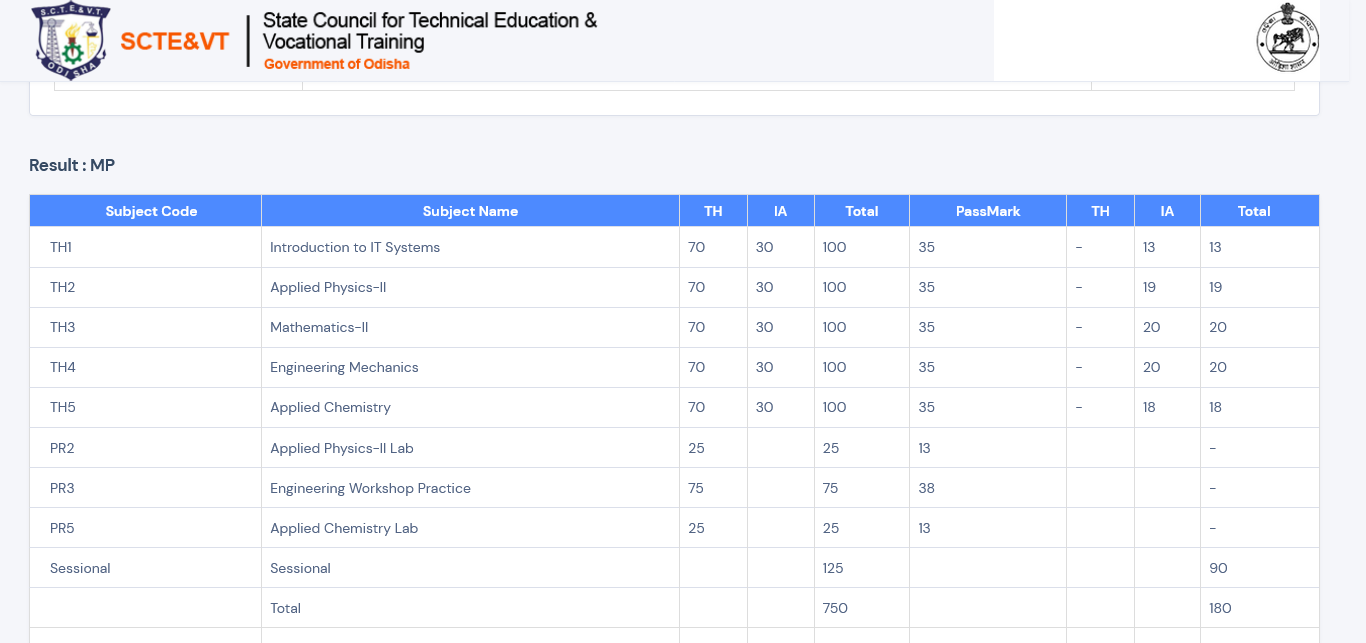 S.C.T.E.&V.T.
ODISHA
SCTE&VT
State Council for Technical Education &
Vocational Training
Government of Odisha
Result : MP
Subject Code Subject Name TH IA Total PassMark TH IA Total
TH1 Introduction to IT Systems 70 30 100 35 - 13 13
TH2 Applied Physics-II 70 30 100 35 - 19 19
TH3 Mathematics-II 70 30 100 35 - 20 20
TH4 Engineering Mechanics 70 30 100 35 - 20 20
TH5 Applied Chemistry 70 30 100 35 - 18 18
PR2 Applied Physics-II Lab 25 25 13 -
PR3 Engineering Workshop Practice 75 75 38 -
PR5 Applied Chemistry Lab 25 25 13 -
Sessional Sessional 125 90
Total 750 180